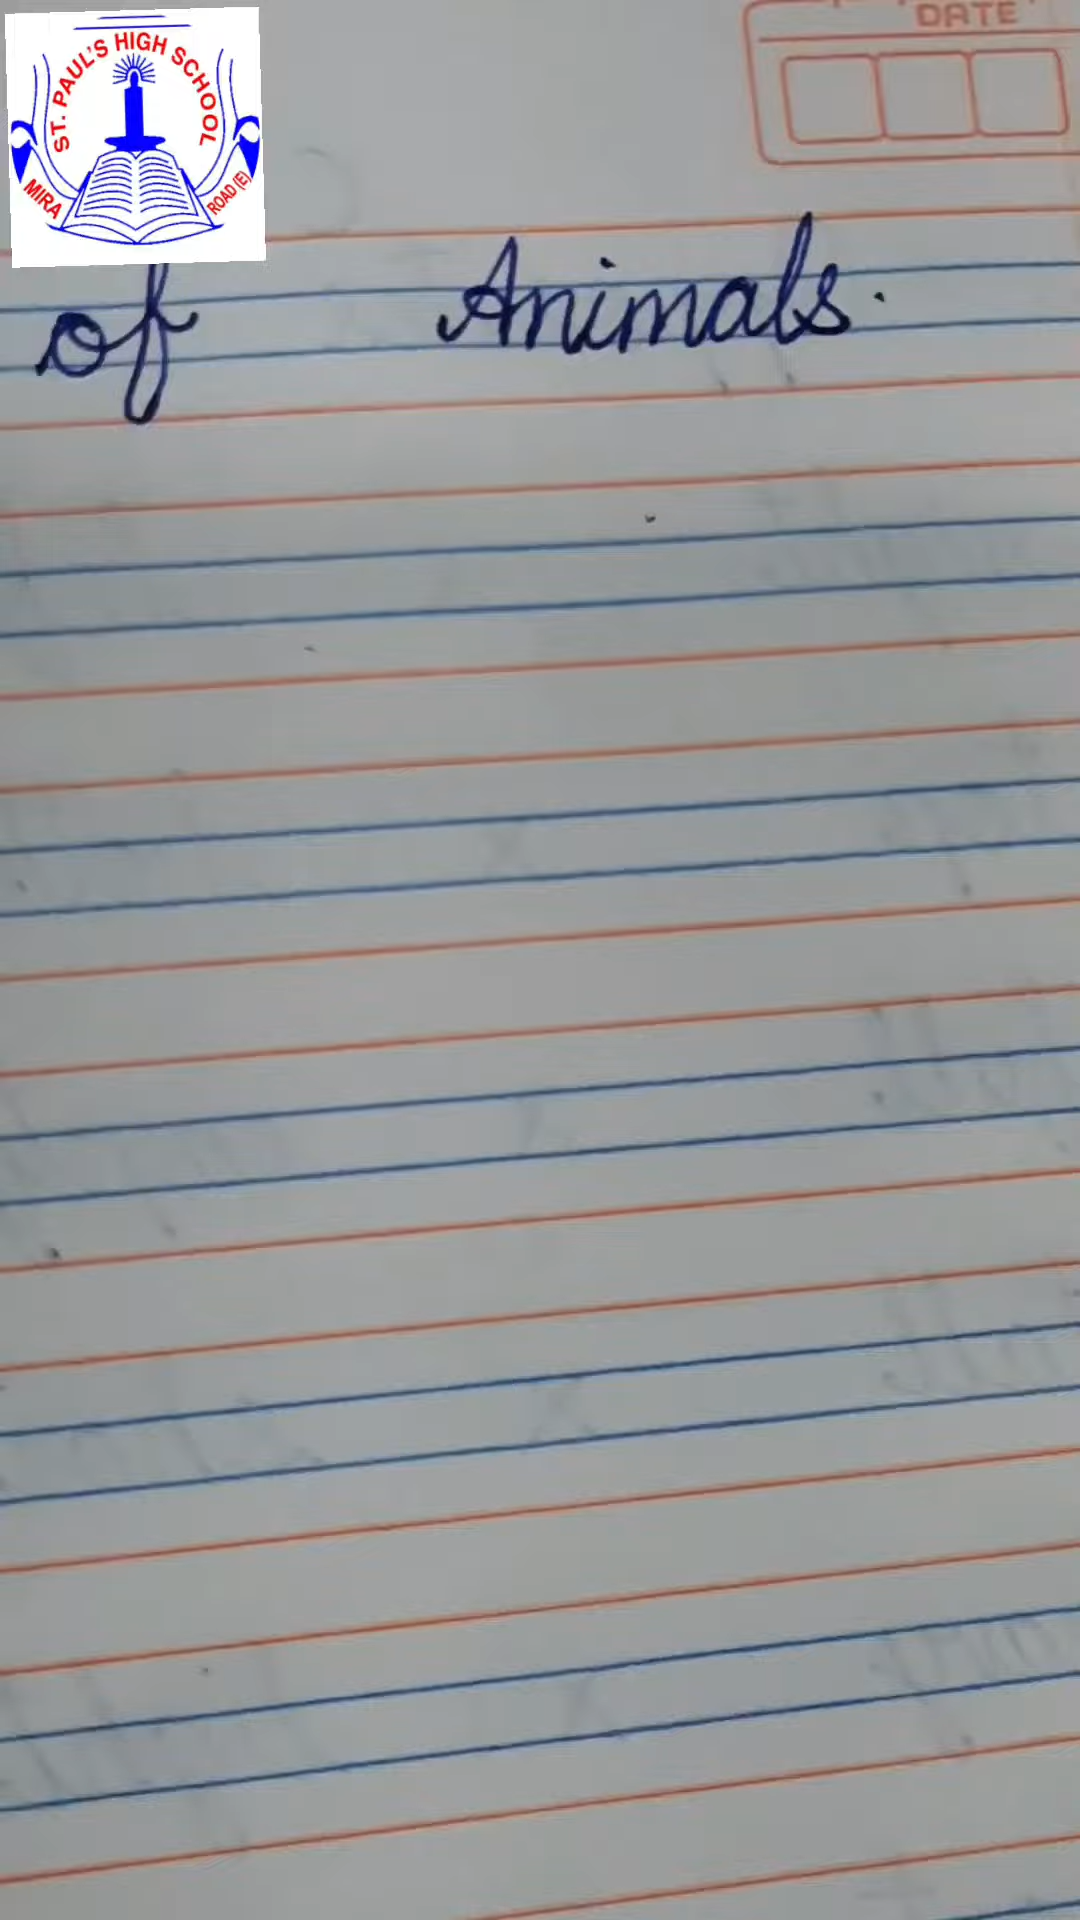 ST. PAUL'S HIGH SCHOOL
MIRA ROAD (E)
DATE
of Animals.